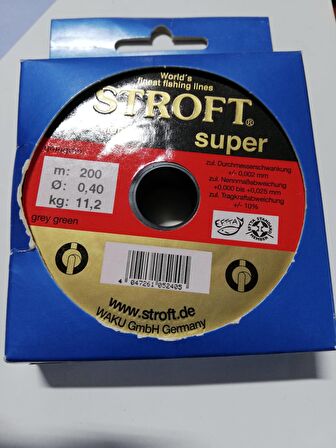 World's
finest fishing lines
STROFT®
super
m: 200
Ø: 0,40
kg: 11,2
grey green
zul. Durchmesserschwankung
+/- 0,002 mm
zul. Nennmaßabweichung
+0,000 bis +0,025 mm
zul. Tragkraftabweichung
+/- 10%
EFTTA
4 047261 052405
www.stroft.de
WAKU GmbH Germany